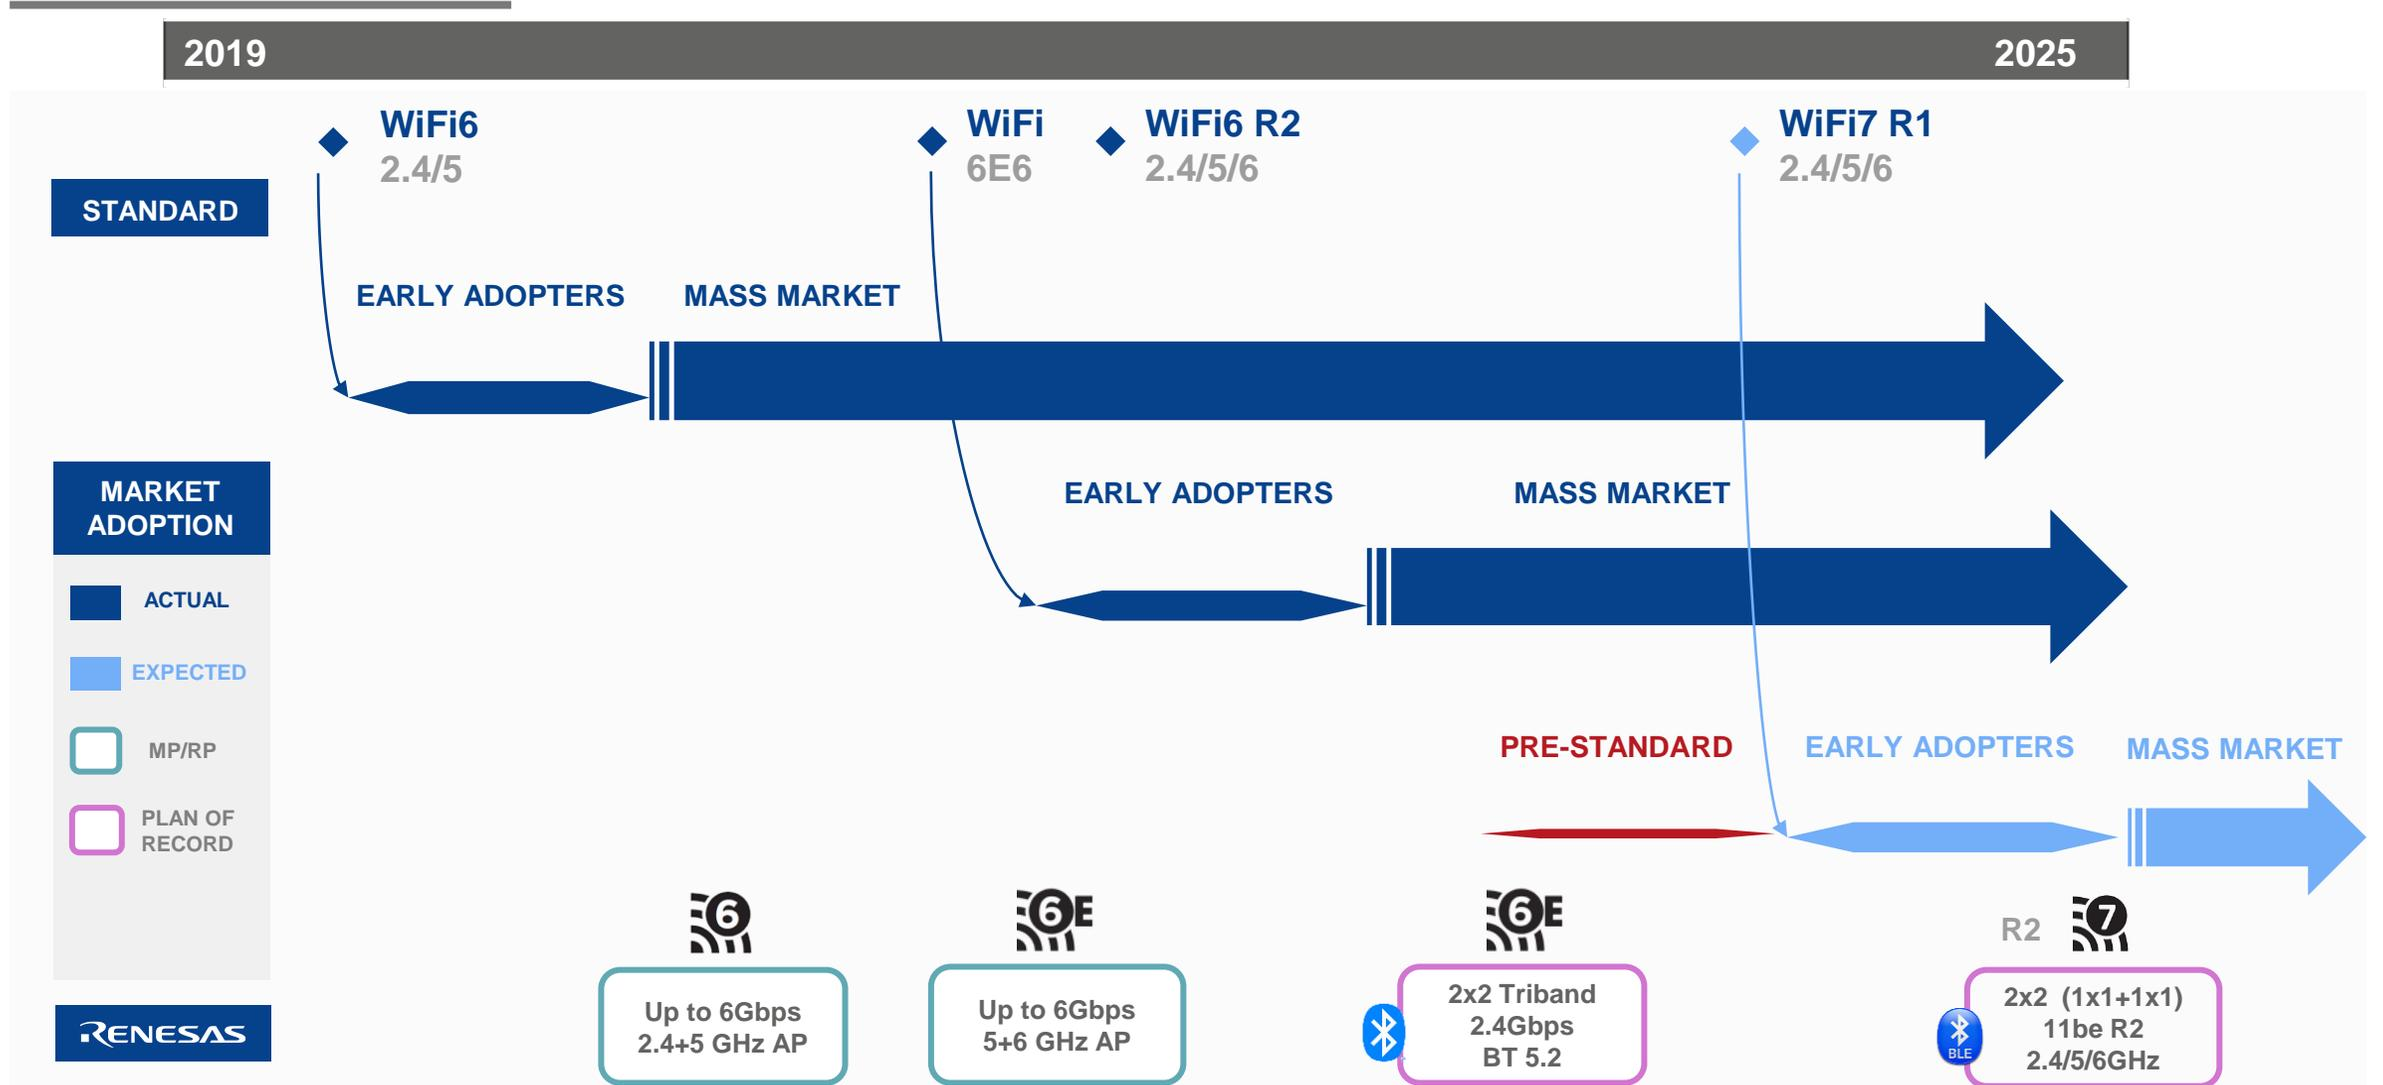 2019
2025
WiFi6
2.4/5
WiFi
6E6
WiFi6 R2
2.4/5/6
WiFi7 R1
2.4/5/6
STANDARD
EARLY ADOPTERS
MASS MARKET
MARKET
ADOPTION
EARLY ADOPTERS
MASS MARKET
ACTUAL
EXPECTED
MP/RP
PLAN OF
RECORD
PRE-STANDARD
EARLY ADOPTERS
MASS MARKET
6
6E
6E
R2
7
RENESAS
Up to 6Gbps
2.4+5 GHz AP
Up to 6Gbps
5+6 GHz AP
2x2 Triband
2.4Gbps
BT 5.2
BLE
2x2 (1x1+1x1)
11be R2
2.4/5/6GHz